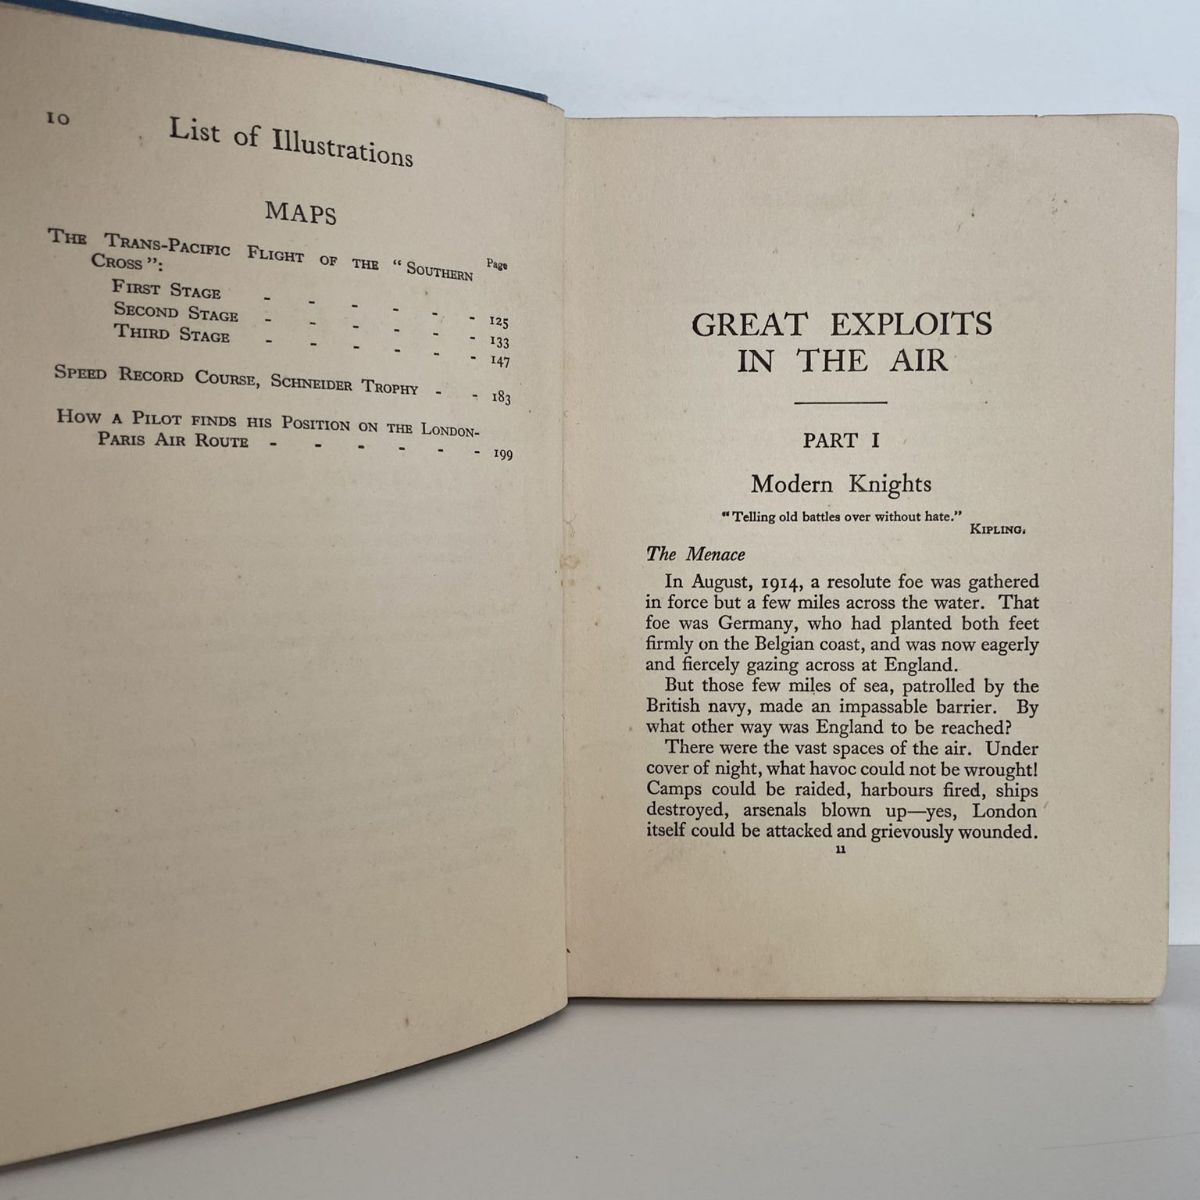 10
List of Illustrations
MAPS
Page
The Trans-Pacific Flight of the "Southern
Cross":
First Stage - - - - - - 125
Second Stage - - - - - - 133
Third Stage - - - - - - 147
Speed Record Course, Schneider Trophy - - 183
How a Pilot finds his Position on the London-
Paris Air Route - - - - - - 199
GREAT EXPLOITS
IN THE AIR
PART I
Modern Knights
"Telling old battles over without hate."
Kipling.
The Menace
In August, 1914, a resolute foe was gathered
in force but a few miles across the water. That
foe was Germany, who had planted both feet
firmly on the Belgian coast, and was now eagerly
and fiercely gazing across at England.
But those few miles of sea, patrolled by the
British navy, made an impassable barrier. By
what other way was England to be reached?
There were the vast spaces of the air. Under
cover of night, what havoc could not be wrought!
Camps could be raided, harbours fired, ships
destroyed, arsenals blown up—yes, London
itself could be attacked and grievously wounded.
11